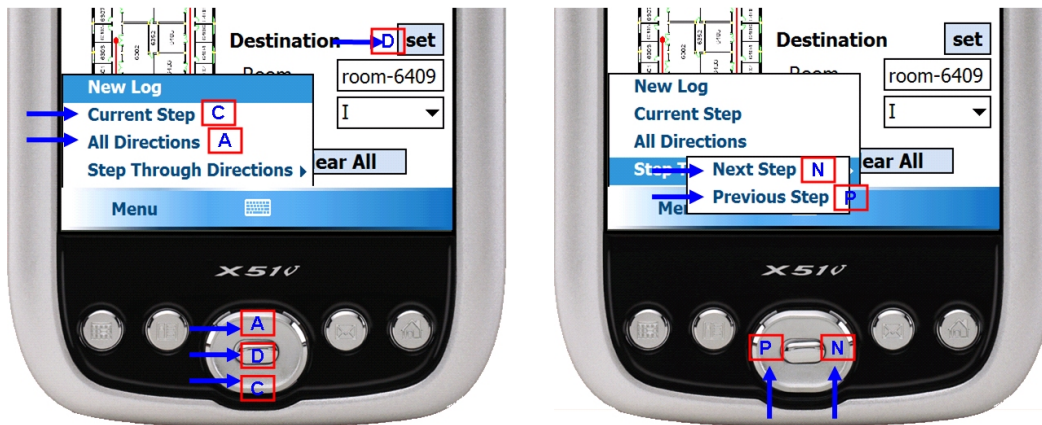 Destination D set
Room room-6409
New Log
Current Step C
I
All Directions A
ear All
Step Through Directions
Menu
X51v
A
D
C
Destination set
room-6409
New Log
Current Step
I
All Directions
ear All
Next Step N
Previous Step P
X51v
P N